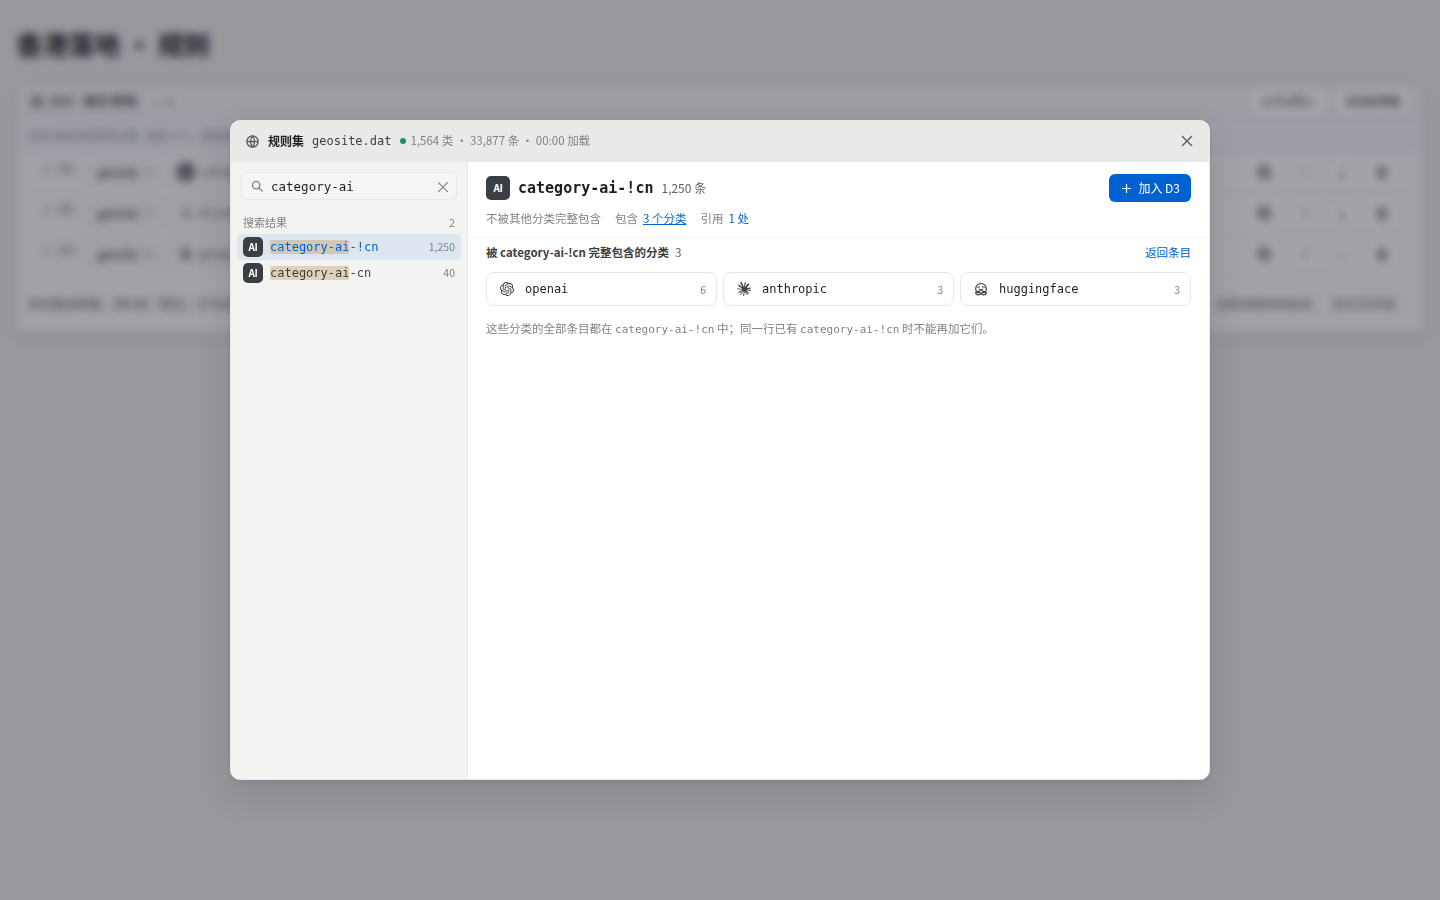 香港落地 · 规则
规则集 geosite.dat 1,564 类 · 33,877 条 · 00:00 加载
category-ai
搜索结果 2
AI category-ai-!cn 1,250
AI category-ai-cn 40
AI category-ai-!cn 1,250 条
加入 D3
不被其他分类完整包含 包含 3 个分类 引用 1 处
被 category-ai-!cn 完整包含的分类 3 返回条目
openai 6
anthropic 3
huggingface 3
这些分类的全部条目都在 category-ai-!cn 中；同一行已有 category-ai-!cn 时不能再加它们。